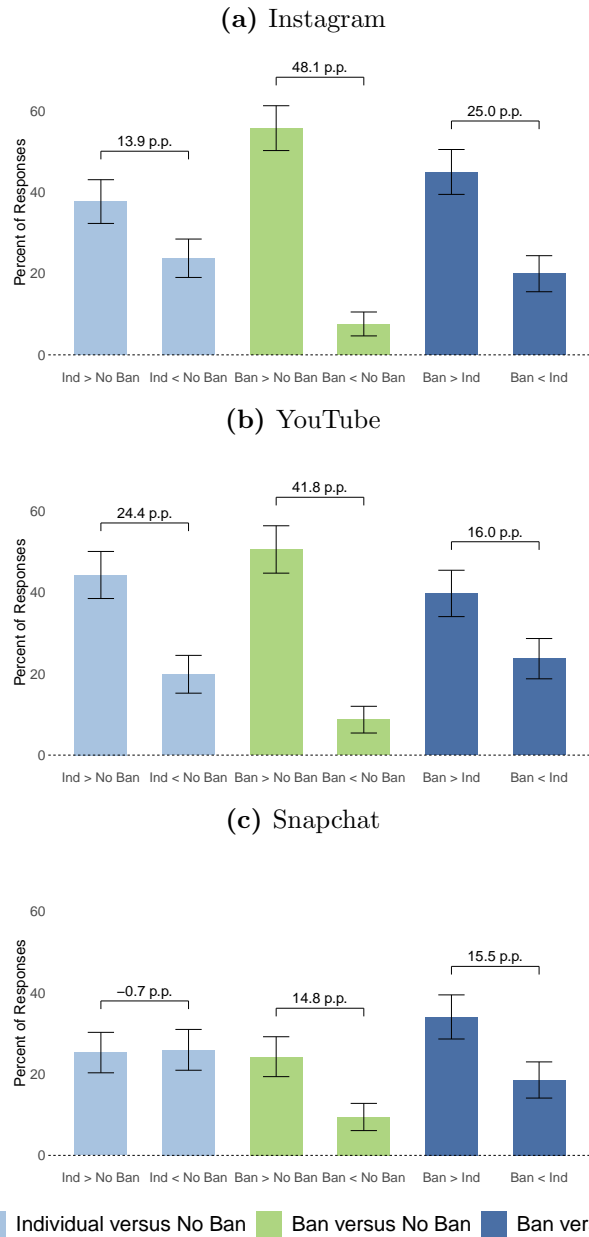 (a) Instagram
48.1 p.p.
60
25.0 p.p.
13.9 p.p.
40
20
0
Percent of Responses
Ind > No Ban Ind < No Ban Ban > No Ban Ban < No Ban Ban > Ind Ban < Ind
(b) YouTube
41.8 p.p.
60
24.4 p.p.
16.0 p.p.
40
20
0
Percent of Responses
Ind > No Ban Ind < No Ban Ban > No Ban Ban < No Ban Ban > Ind Ban < Ind
(c) Snapchat
60
15.5 p.p.
40
−0.7 p.p.
14.8 p.p.
20
0
Percent of Responses
Ind > No Ban Ind < No Ban Ban > No Ban Ban < No Ban Ban > Ind Ban < Ind
Individual versus No Ban Ban versus No Ban Ban ver